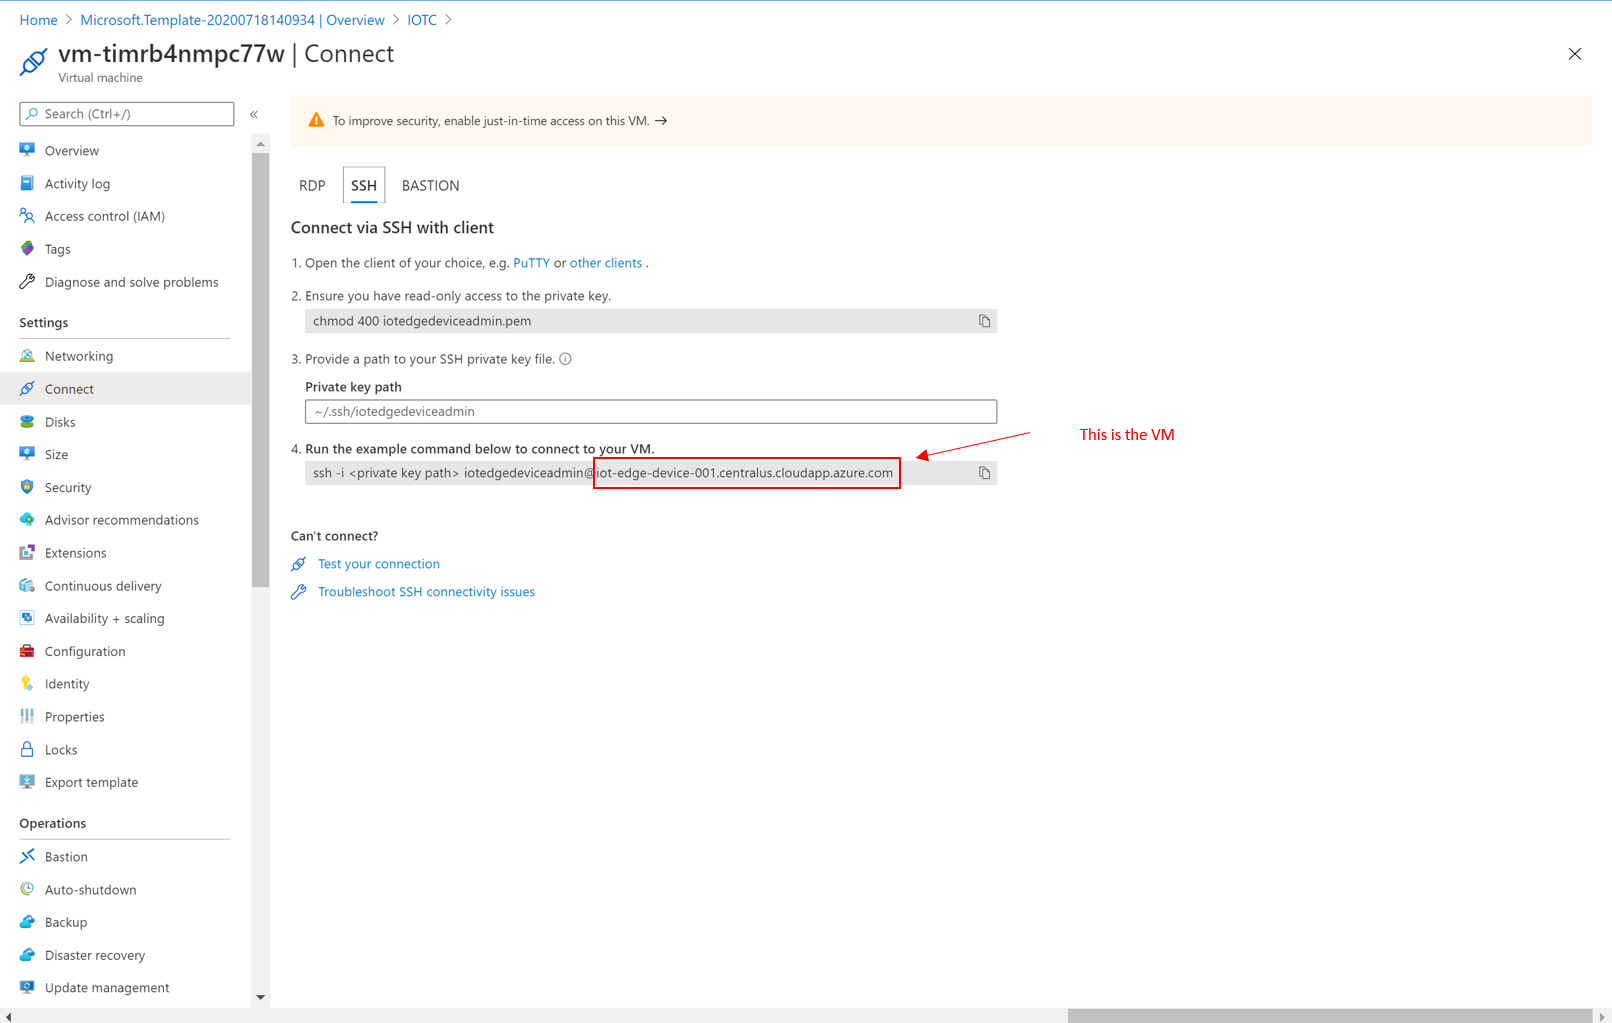 Home > Microsoft.Template-20200718140934 | Overview > IOTC >
vm-timrb4nmpc77w | Connect
Virtual machine
Search (Ctrl+/)
«
Overview
Activity log
Access control (IAM)
Tags
Diagnose and solve problems
Settings
Networking
Connect
Disks
Size
Security
Advisor recommendations
Extensions
Continuous delivery
Availability + scaling
Configuration
Identity
Properties
Locks
Export template
Operations
Bastion
Auto-shutdown
Backup
Disaster recovery
Update management
To improve security, enable just-in-time access on this VM. →
RDP SSH BASTION
Connect via SSH with client
1. Open the client of your choice, e.g. PuTTY or other clients .
2. Ensure you have read-only access to the private key.
chmod 400 iotedgedeviceadmin.pem
3. Provide a path to your SSH private key file.
Private key path
~/.ssh/iotedgedeviceadmin
4. Run the example command below to connect to your VM.
ssh -i <private key path> iotedgedeviceadmin@iot-edge-device-001.centralus.cloudapp.azure.com
This is the VM
Can't connect?
Test your connection
Troubleshoot SSH connectivity issues